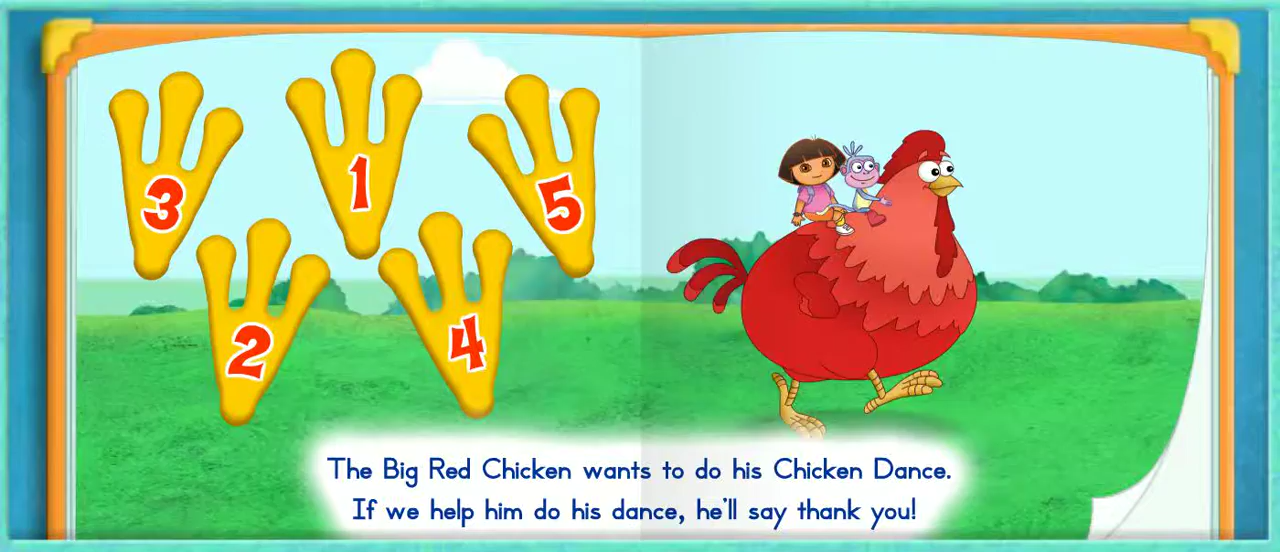 3
1
5
2
4
The Big Red Chicken wants to do his Chicken Dance.
If we help him do his dance, he'll say thank you!